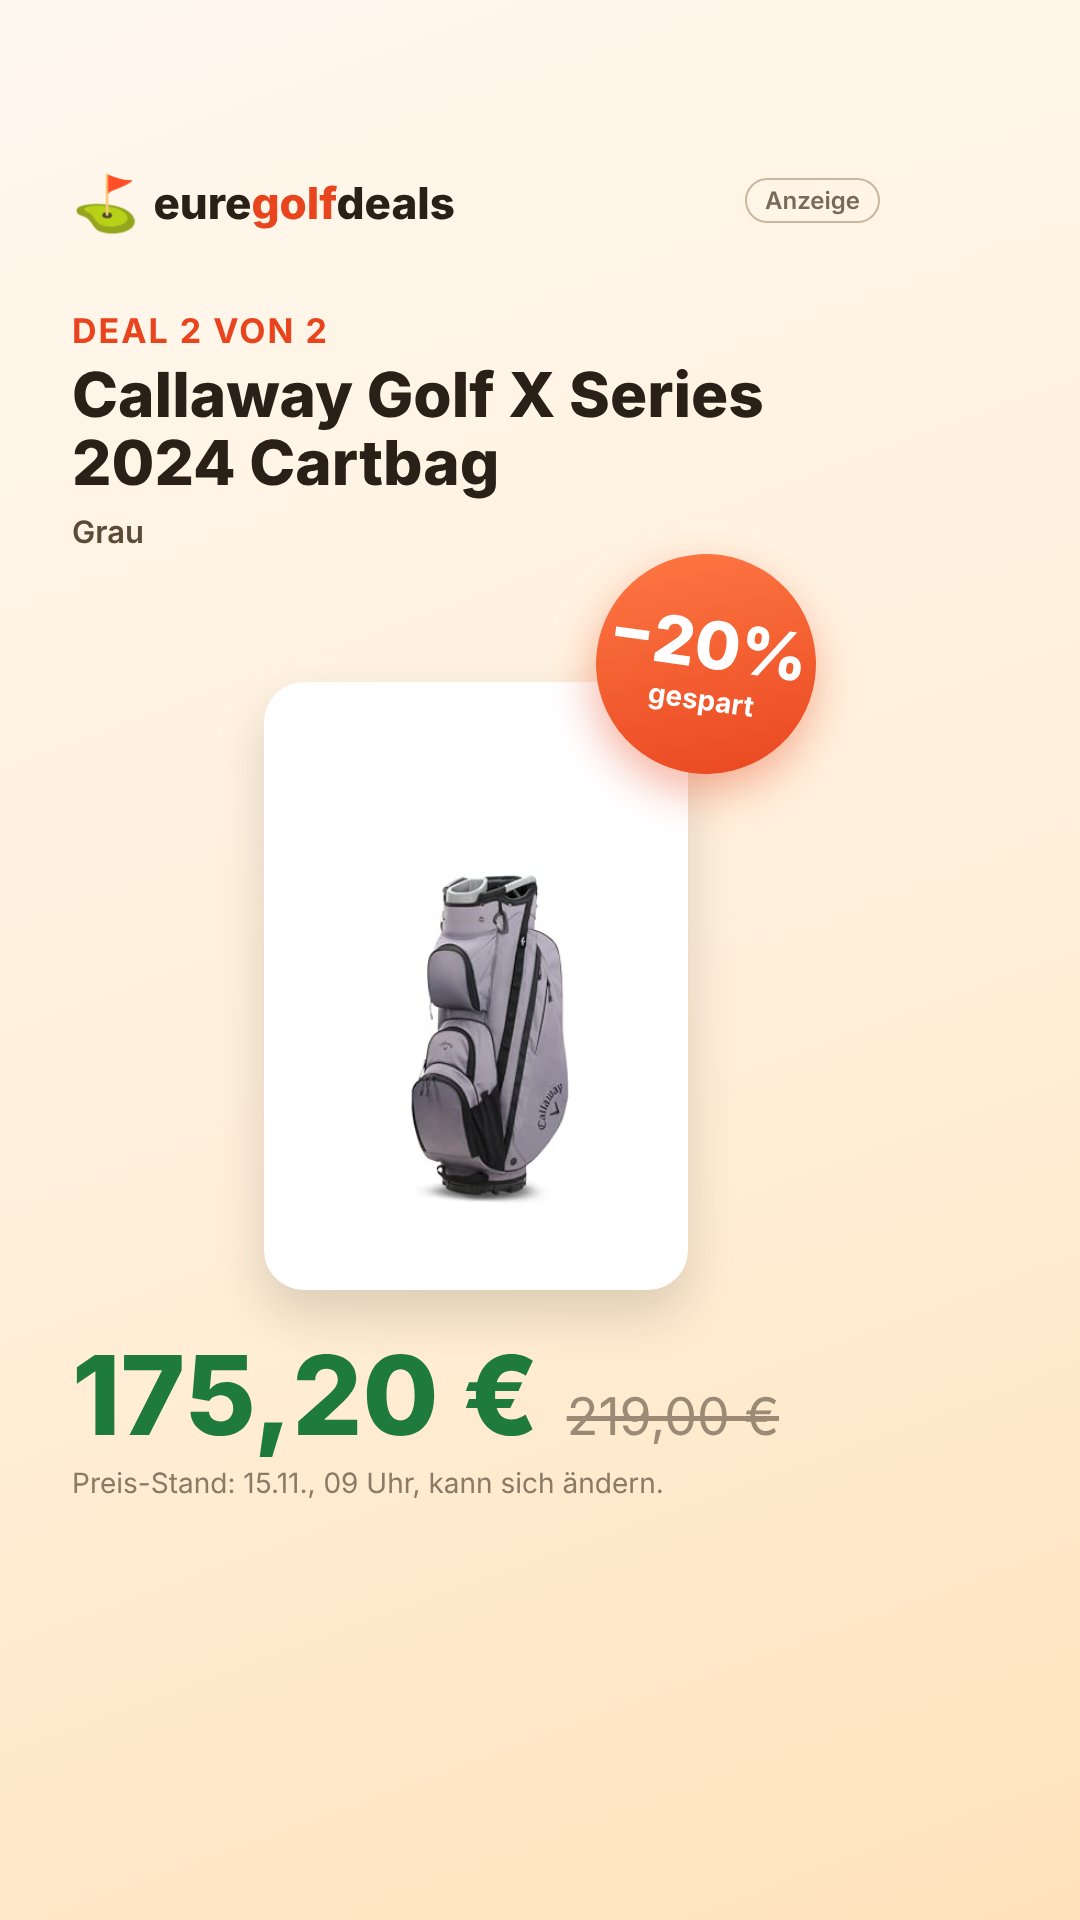 euregolfdeals
Anzeige
DEAL 2 VON 2
Callaway Golf X Series
2024 Cartbag
Grau
−20%
gespart
Callaway
175,20 € 219,00 €
Preis-Stand: 15.11., 09 Uhr, kann sich ändern.